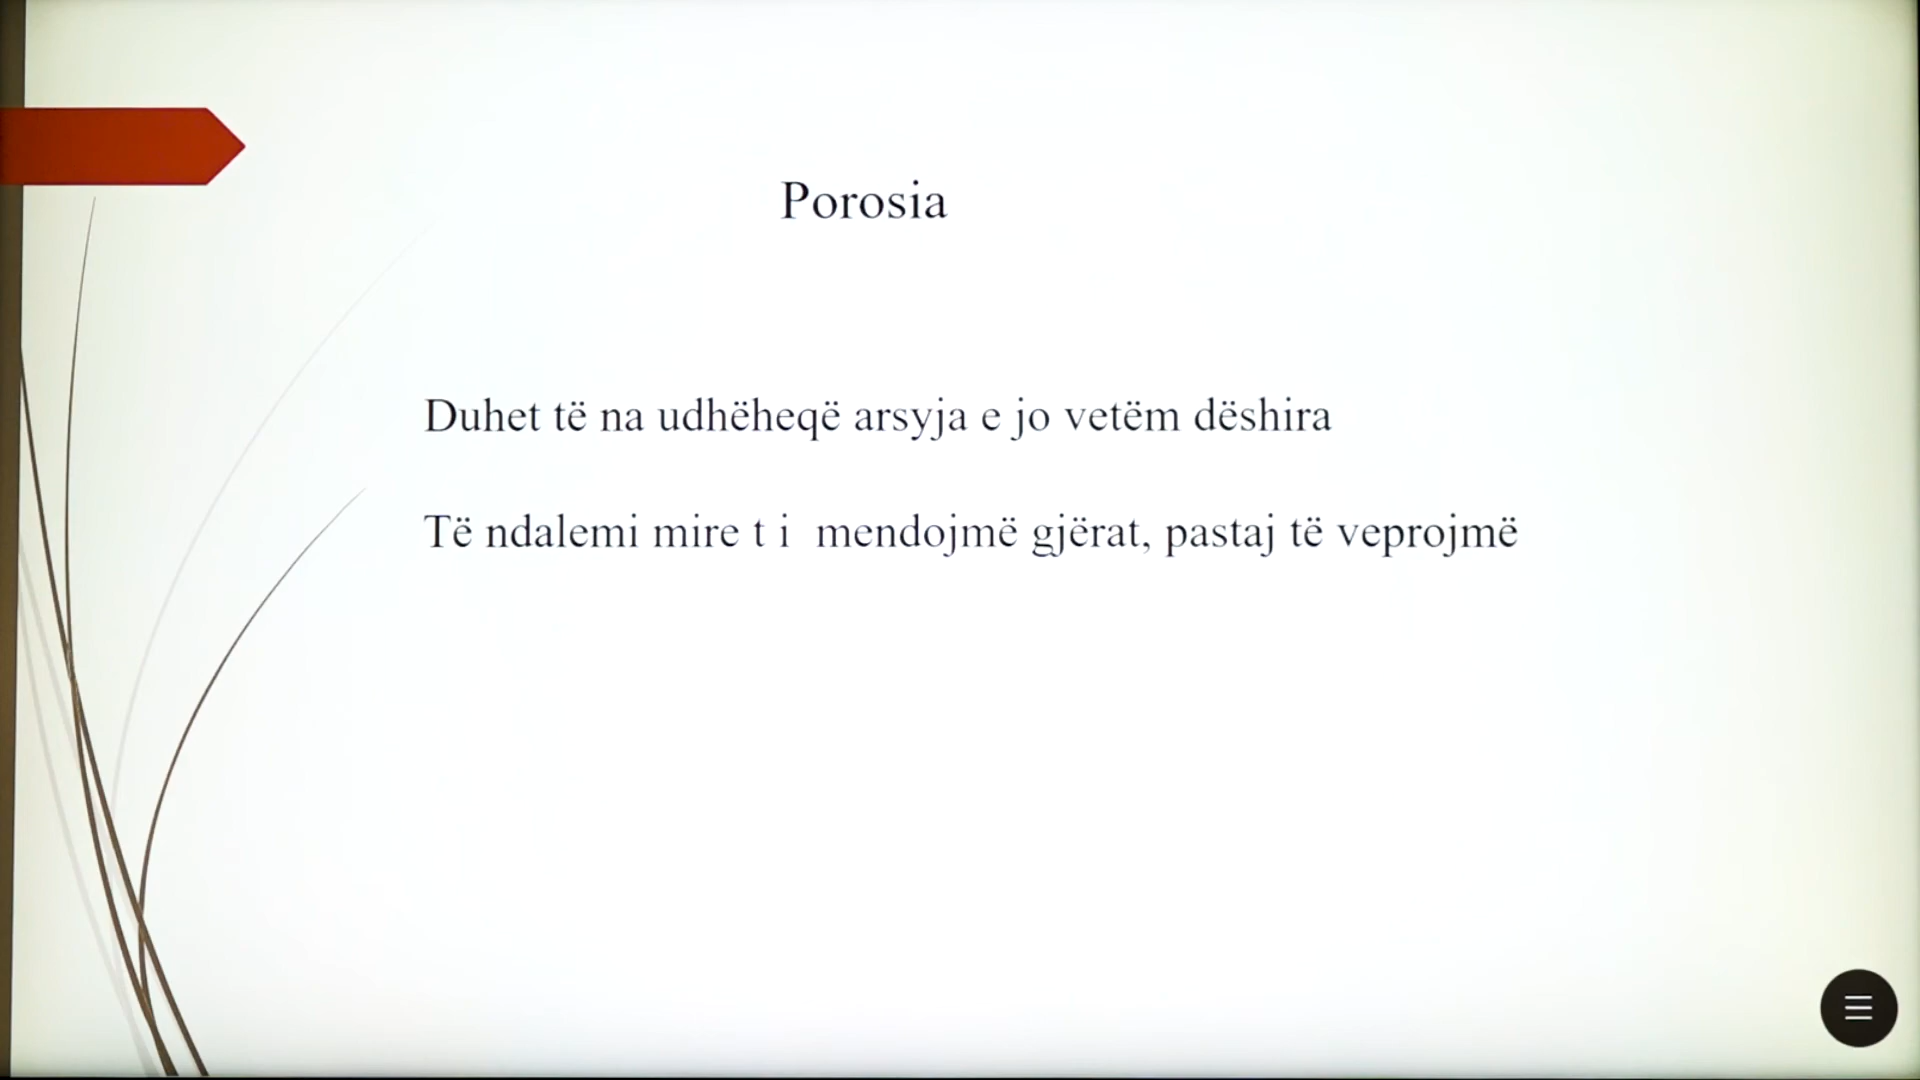 Porosia
Duhet të na udhëheqë arsyja e jo vetëm dëshira
Të ndalemi mire t i  mendojmë gjërat, pastaj të veprojmë